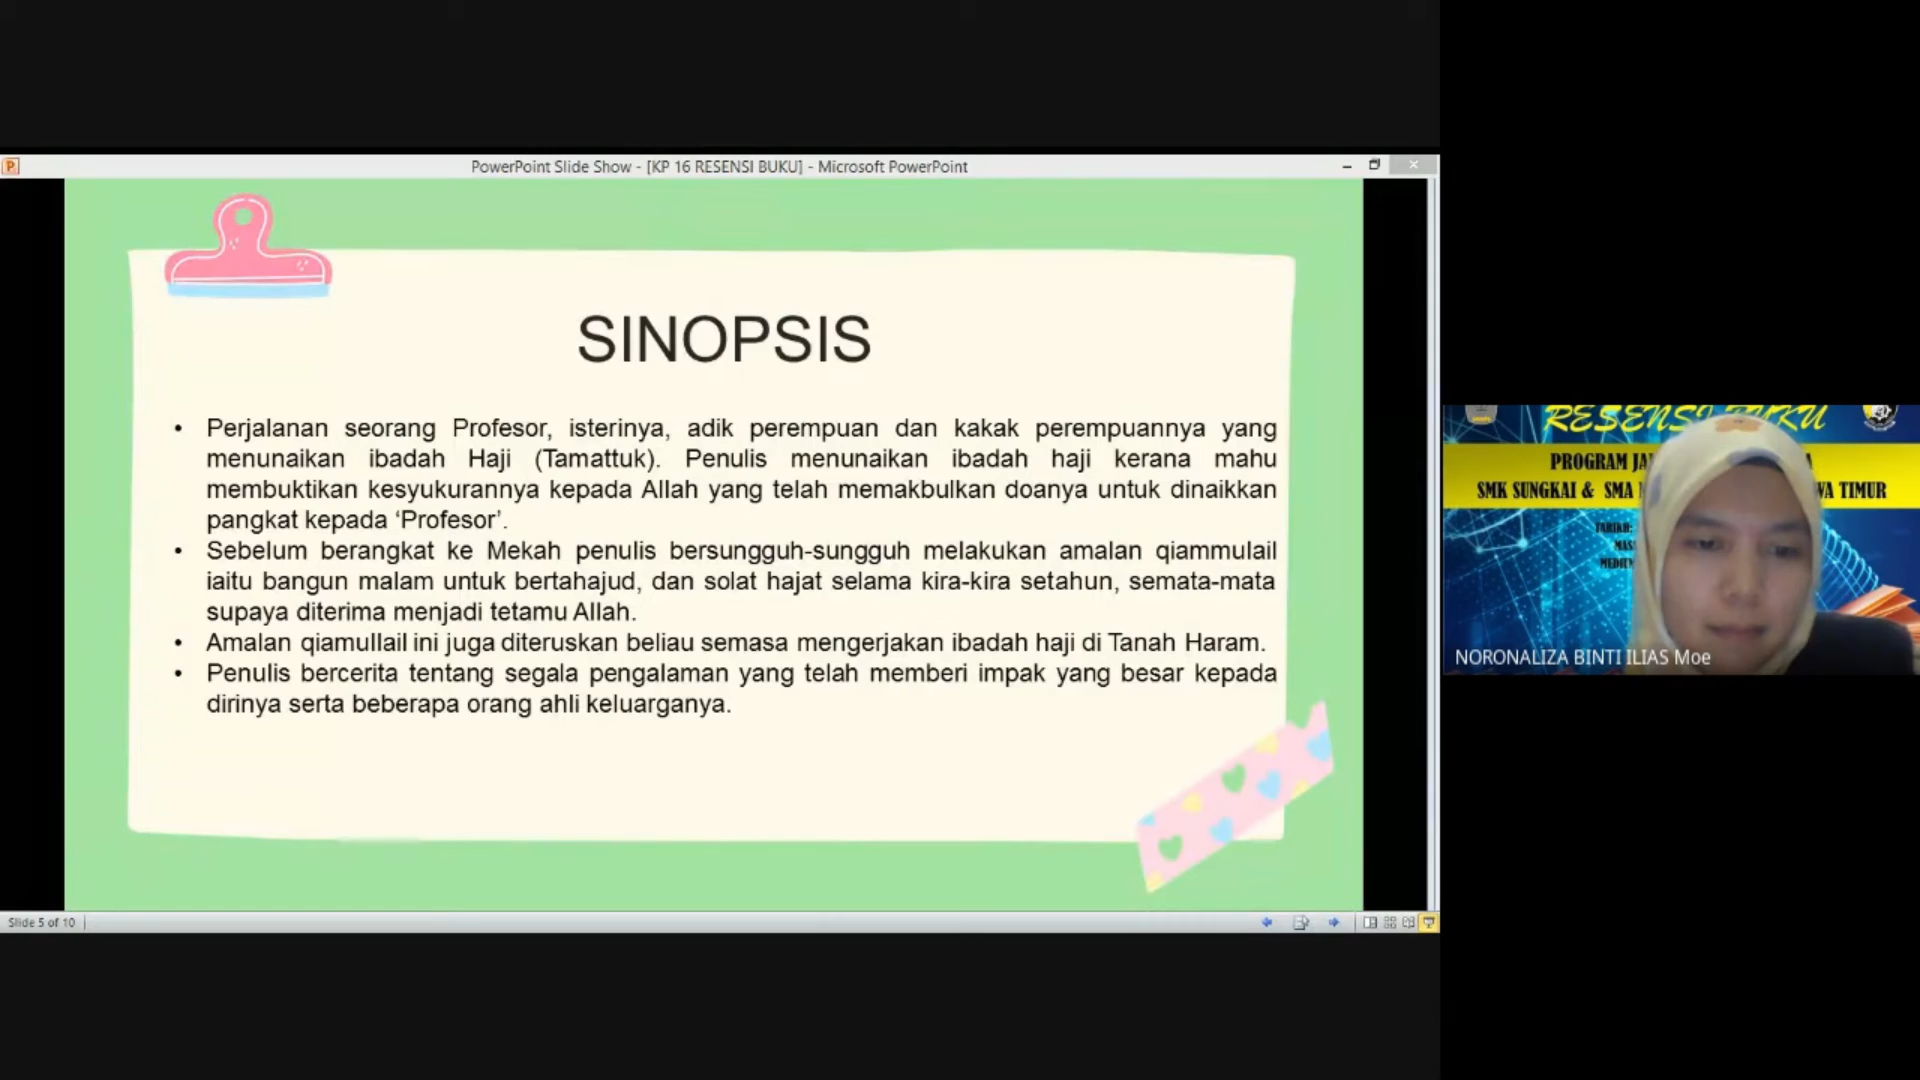 PowerPoint Slide Show - [KP 16 RESENSI BUKU] - Microsoft PowerPoint
SINOPSIS
• Perjalanan seorang Profesor, isterinya, adik perempuan dan kakak perempuannya yang
menunaikan ibadah Haji (Tamattuk). Penulis menunaikan ibadah haji kerana mahu
membuktikan kesyukurannya kepada Allah yang telah memakbulkan doanya untuk dinaikkan
pangkat kepada ‘Profesor’.
• Sebelum berangkat ke Mekah penulis bersungguh-sungguh melakukan amalan qiammulail
iaitu bangun malam untuk bertahajud, dan solat hajat selama kira-kira setahun, semata-mata
supaya diterima menjadi tetamu Allah.
• Amalan qiamullail ini juga diteruskan beliau semasa mengerjakan ibadah haji di Tanah Haram.
• Penulis bercerita tentang segala pengalaman yang telah memberi impak yang besar kepada
dirinya serta beberapa orang ahli keluarganya.
Slide 5 of 10
RESENSI BUKU
PROGRAM
SMK SUNGKAI & SMA TIMUR
TARIKH:
NORONALIZA BINTI ILIAS Moe